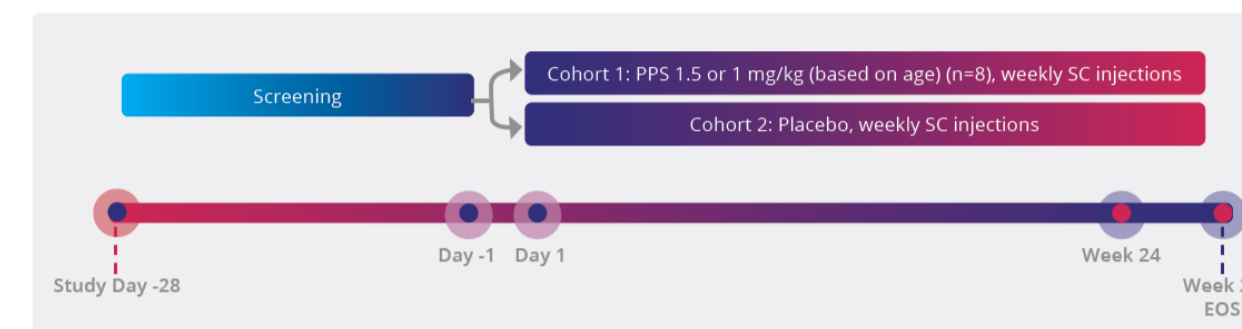 Screening
Cohort 1: PPS 1.5 or 1 mg/kg (based on age) (n=8), weekly SC injections
Cohort 2: Placebo, weekly SC injections
Day -1
Day 1
Week 24
Study Day -28
Week
EOS